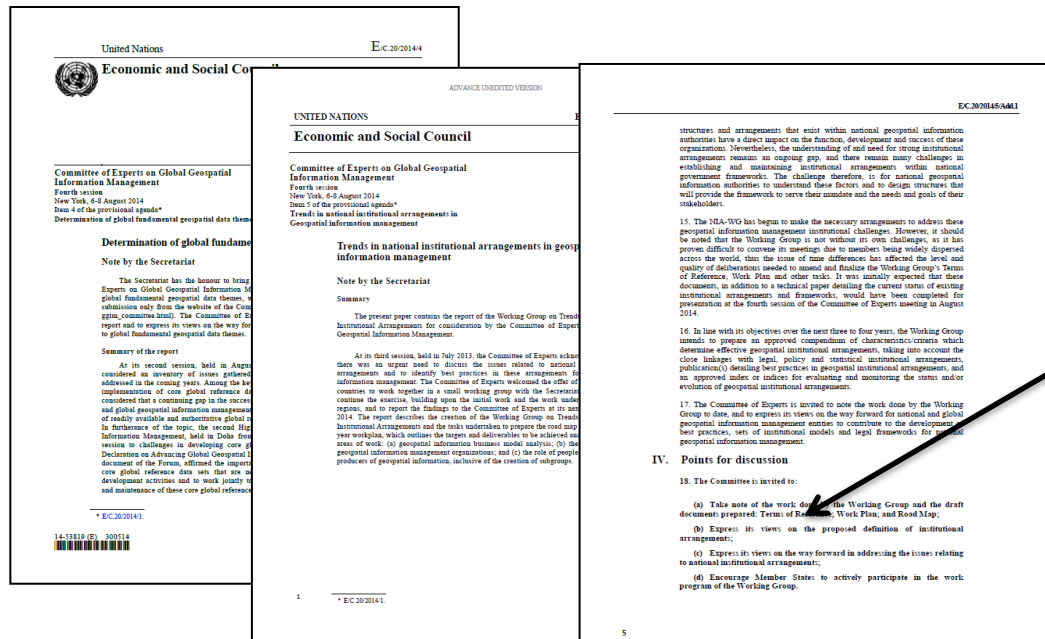 United Nations
E/C.20/2014/4
Economic and Social Council
Committee of Experts on Global Geospatial
Information Management
Fourth session
New York, 6-8 August 2014
Item 4 of the provisional agenda*
Determination of global fundamental geospatial data theme
Determination of global fundame
Note by the Secretariat
The Secretariat has the honour to bring
Experts on Global Geospatial Information M
global fundamental geospatial data themes, w
submission only from the website of the Com
ggim_committee.html). The Committee of E
report and to express its views on the way for
to global fundamental geospatial data themes.
Summary of the report
At its second session, held in Augus
considered an inventory of issues gathered
addressed in the coming years. Among the key
implementation of core global reference da
considered that a continuing gap in the success
and global geospatial information management
of readily available and authoritative global r
In furtherance of the topic, the second Hig
Information Management, held in Doha from
session to challenges in developing core gl
Declaration on Advancing Global Geospatial I
document of the Forum, affirmed the importa
core global reference data sets that are n
development activities and to work jointly to
and maintenance of these core global reference
* E/C.20/2014/1.
14-53819 (E) 300514
ADVANCE UNEDITED VERSION
UNITED NATIONS
E
Economic and Social Council
Committee of Experts on Global Geospatial
Information Management
Fourth session
New York, 6-8 August 2014
Item 5 of the provisional agenda*
Trends in national institutional arrangements in
Geospatial information management
Trends in national institutional arrangements in geosp
information management
Note by the Secretariat
Summary
The present paper contains the report of the Working Group on Trends
Institutional Arrangements for consideration by the Committee of Expert
Geospatial Information Management.
At its third session, held in July 2013, the Committee of Experts acknow
there was an urgent need to discuss the issues related to national
arrangements and to identify best practices in these arrangements fo
information management. The Committee of Experts welcomed the offer of
countries to work together in a small working group with the Secretariat
continue the exercise, building upon the initial work and the work under
regions, and to report the findings to the Committee of Experts at its nex
2014. The report describes the creation of the Working Group on Trends
Institutional Arrangements and the tasks undertaken to prepare the road map
year workplan, which outlines the targets and deliverables to be achieved an
areas of work: (a) geospatial information business model analysis; (b) the
geospatial information management organizations; and (c) the role of people
producers of geospatial information, inclusive of the creation of subgroups.
1
* E/C.20/2014/1.
E/C.20/2014/5/Add.1
structures and arrangements that exist within national geospatial information
authorities have a direct impact on the function, development and success of these
organizations. Nevertheless, the understanding of and need for strong institutional
arrangements remains an ongoing gap, and there remain many challenges in
establishing and maintaining institutional arrangements within national
government frameworks. The challenge therefore, is for national geospatial
information authorities to understand these factors and to design structures that
will provide the framework to serve their mandate and the needs and goals of their
stakeholders.
15. The NIA-WG has begun to make the necessary arrangements to address these
geospatial information management institutional challenges. However, it should
be noted that the Working Group is not without its own challenges, as it has
proven difficult to convene its meetings due to members being widely dispersed
across the world, thus the issue of time differences has affected the level and
quality of deliberations needed to amend and finalize the Working Group's Terms
of Reference, Work Plan and other tasks. It was initially expected that these
documents, in addition to a technical paper detailing the current status of existing
institutional arrangements and frameworks, would have been completed for
presentation at the fourth session of the Committee of Experts meeting in August
2014.
16. In line with its objectives over the next three to four years, the Working Group
intends to prepare an approved compendium of characteristics/criteria which
determine effective geospatial institutional arrangements, taking into account the
close linkages with legal, policy and statistical institutional arrangements,
publication(s) detailing best practices in geospatial institutional arrangements, and
an approved index or indices for evaluating and monitoring the status and/or
evolution of geospatial institutional arrangements.
17. The Committee of Experts is invited to note the work done by the Working
Group to date, and to express its views on the way forward for national and global
geospatial information management entities to contribute to the development of
best practices, sets of institutional models and legal frameworks for national
geospatial information management.
IV. Points for discussion
18. The Committee is invited to:
(a) Take note of the work done by the Working Group and the draft
documents prepared: Terms of Reference; Work Plan; and Road Map;
(b) Express its views on the proposed definition of institutional
arrangements;
(c) Express its views on the way forward in addressing the issues relating
to national institutional arrangements;
(d) Encourage Member States to actively participate in the work
program of the Working Group.
5